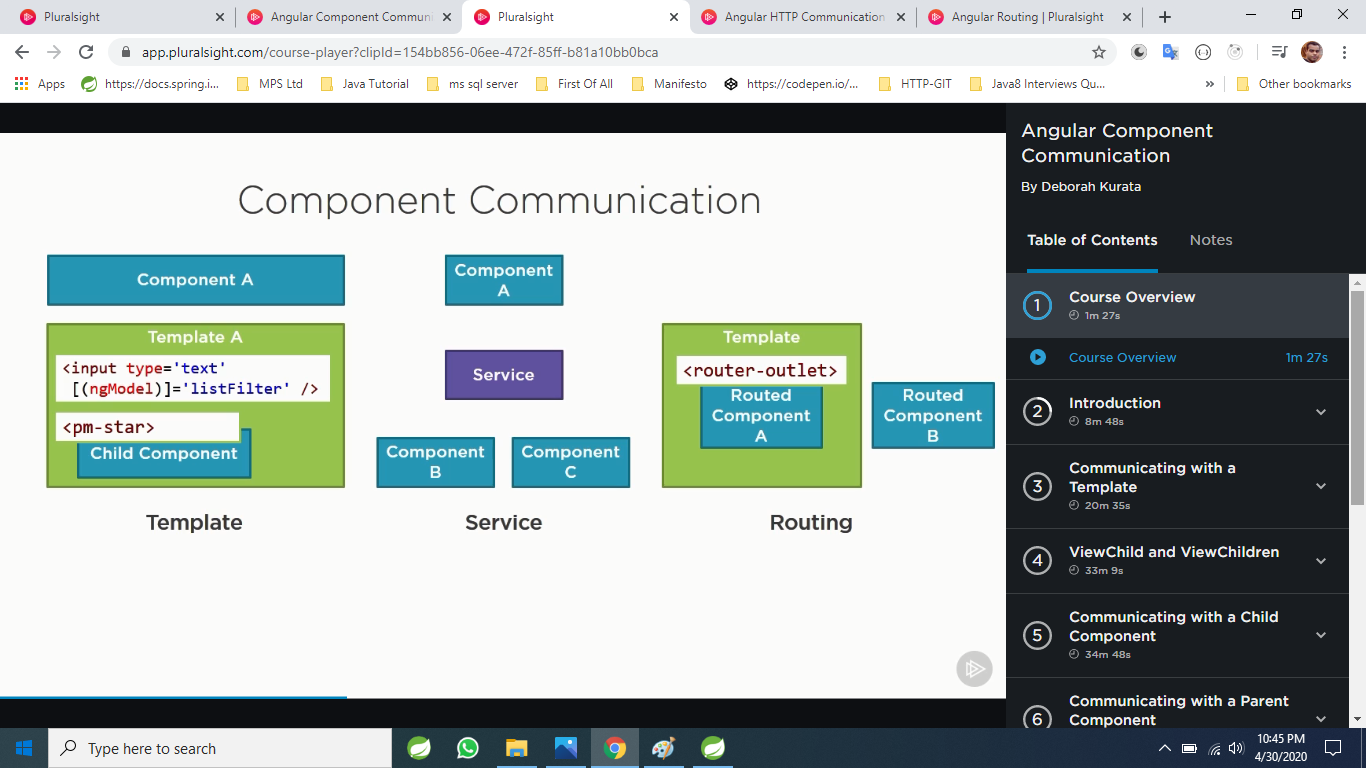 Pluralsight
Angular Component Commun
Pluralsight
Angular HTTP Communication
Angular Routing | Pluralsight
app.pluralsight.com/course-player?clipId=154bb856-06ee-472f-85ff-b81a10bb0bca
Apps
https://docs.spring.i...
MPS Ltd
Java Tutorial
ms sql server
First Of All
Manifesto
https://codepen.io/...
HTTP-GIT
Java8 Interviews Qu...
»
Other bookmarks
Component Communication
Component A
Template A
<input type='text'
[(ngModel)]='listFilter' />
<pm-star>
Child Component
Template
Component
A
Service
Component
B
Component
C
Service
Template
<router-outlet>
Routed
Component
A
Routed
Component
B
Routing
Angular Component
Communication
By Deborah Kurata
Table of Contents
Notes
1
Course Overview
1m 27s
Course Overview
1m 27s
2
Introduction
8m 48s
3
Communicating with a
Template
20m 35s
4
ViewChild and ViewChildren
33m 9s
5
Communicating with a Child
Component
34m 48s
6
Communicating with a Parent
Component
Type here to search
10:45 PM
4/30/2020